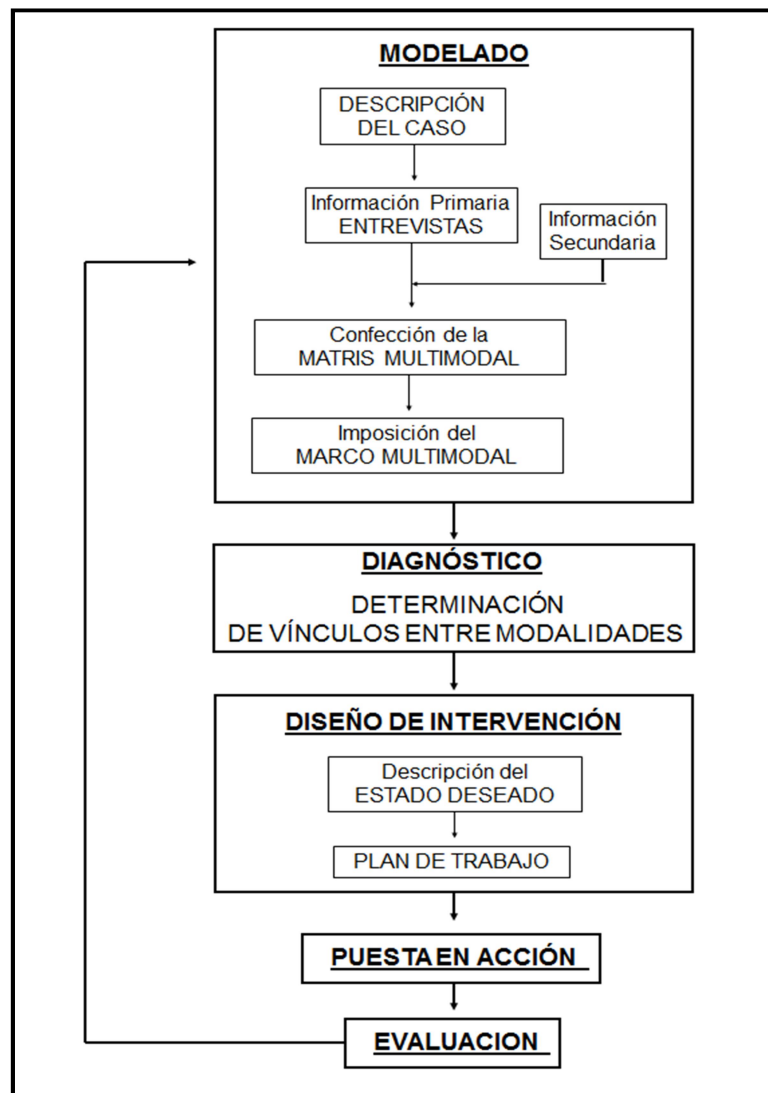 MODELADO
DESCRIPCIÓN
DEL CASO
Información Primaria
ENTREVISTAS
Información
Secundaria
Confección de la
MATRIS MULTIMODAL
Imposición del
MARCO MULTIMODAL
DIAGNÓSTICO
DETERMINACIÓN
DE VÍNCULOS ENTRE MODALIDADES
DISEÑO DE INTERVENCIÓN
Descripción del
ESTADO DESEADO
PLAN DE TRABAJO
PUESTA EN ACCIÓN
EVALUACION